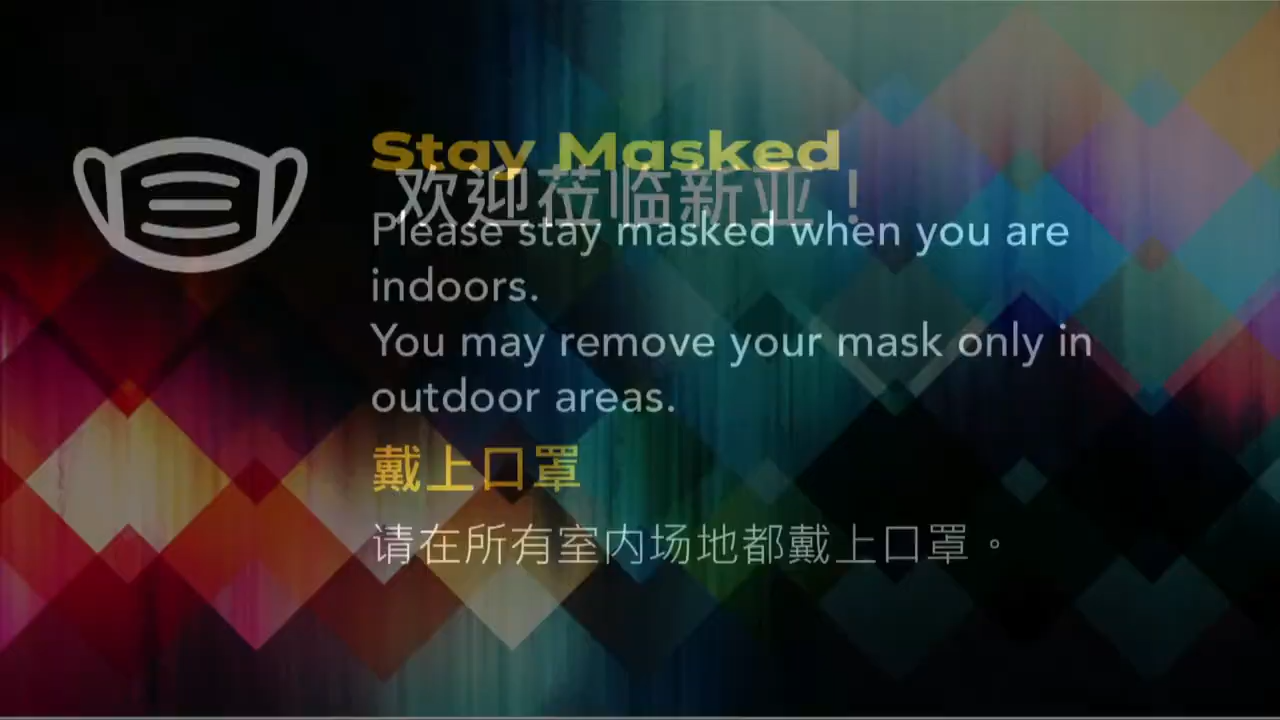 Stay Masked
欢迎莅临新亚！
Please stay masked when you are
indoors.
You may remove your mask only in
outdoor areas.
戴上口罩
请在所有室内场地都戴上口罩。